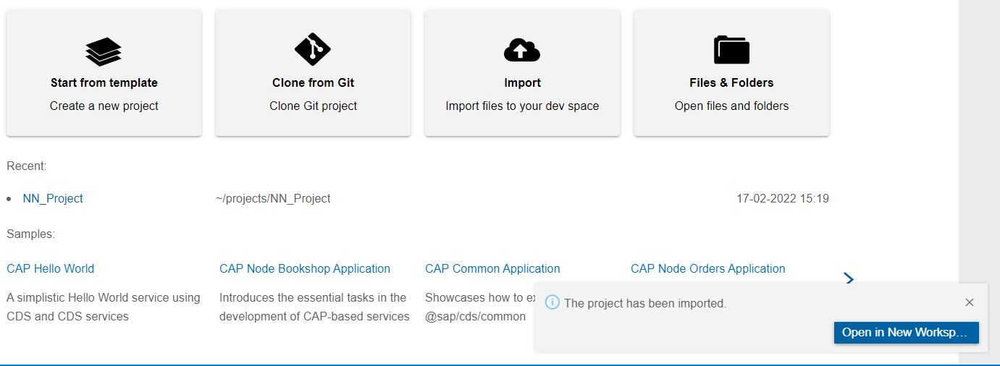 Start from template
Create a new project
Clone from Git
Clone Git project
Import
Import files to your dev space
Files & Folders
Open files and folders
Recent:
NN_Project ~/projects/NN_Project 17-02-2022 15:19
Samples:
CAP Hello World
A simplistic Hello World service using
CDS and CDS services
CAP Node Bookshop Application
Introduces the essential tasks in the
development of CAP-based services
CAP Common Application
Showcases how to
@sap/cds/common
CAP Node Orders Application
The project has been imported.
Open in New Worksp...